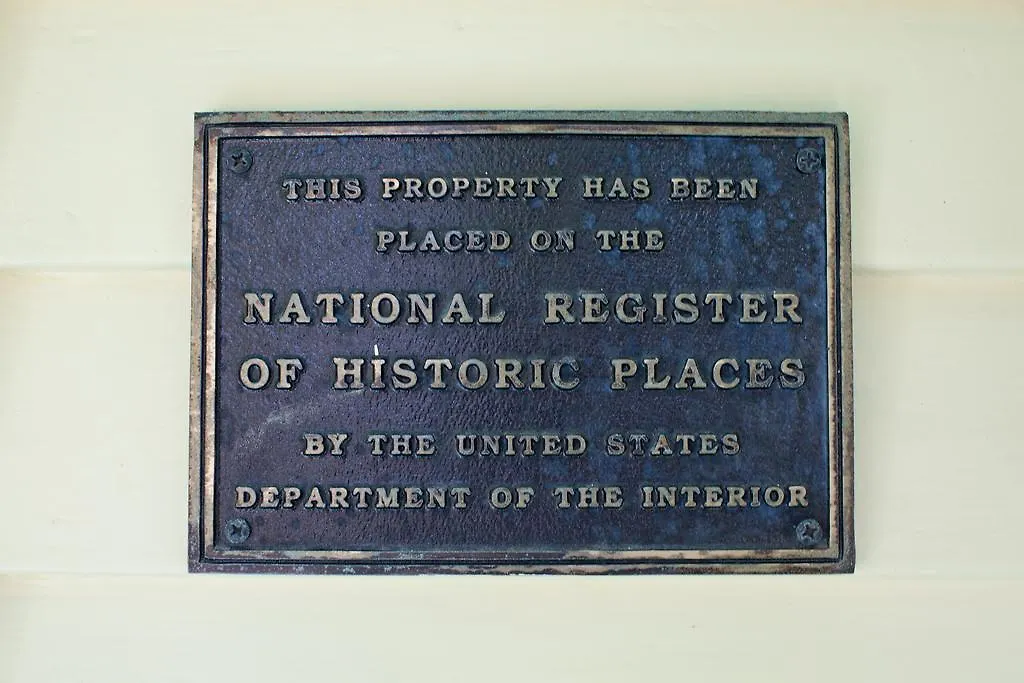 THIS PROPERTY HAS BEEN
PLACED ON THE
NATIONAL REGISTER
OF HISTORIC PLACES
BY THE UNITED STATES
DEPARTMENT OF THE INTERIOR